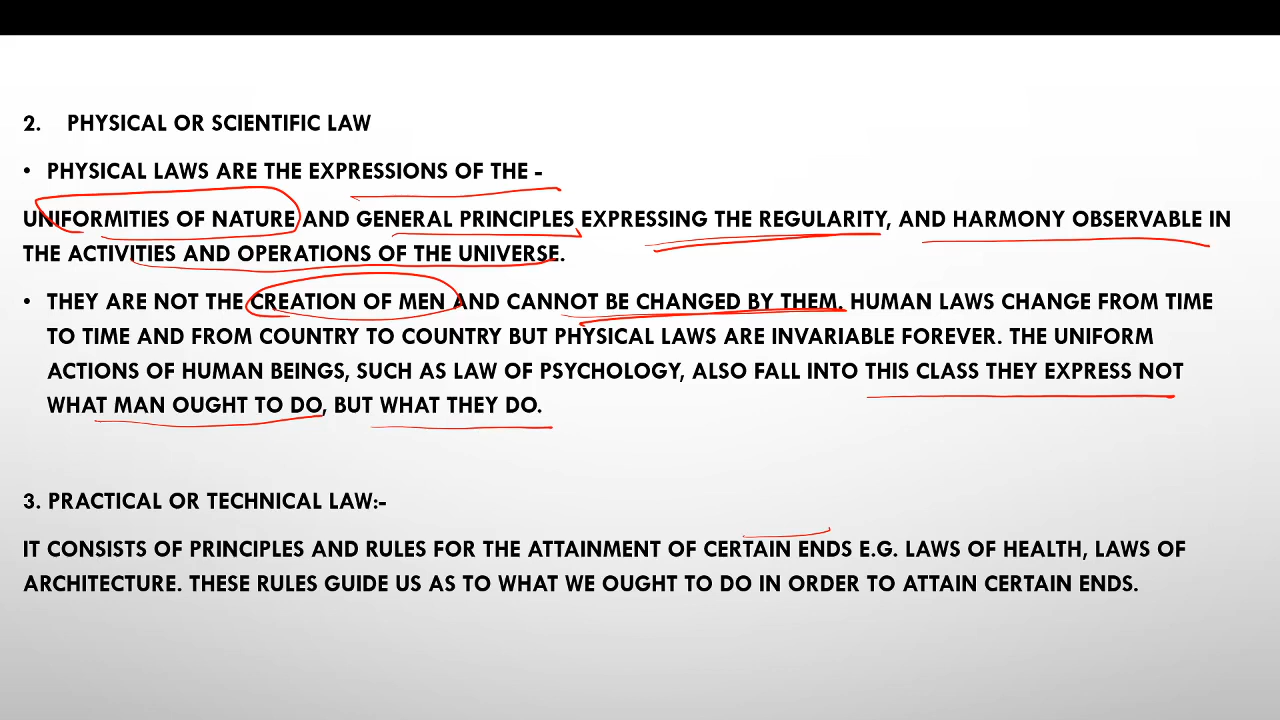 2. PHYSICAL OR SCIENTIFIC LAW
• PHYSICAL LAWS ARE THE EXPRESSIONS OF THE -
UNIFORMITIES OF NATURE AND GENERAL PRINCIPLES EXPRESSING THE REGULARITY, AND HARMONY OBSERVABLE IN
THE ACTIVITIES AND OPERATIONS OF THE UNIVERSE.
• THEY ARE NOT THE CREATION OF MEN AND CANNOT BE CHANGED BY THEM. HUMAN LAWS CHANGE FROM TIME
TO TIME AND FROM COUNTRY TO COUNTRY BUT PHYSICAL LAWS ARE INVARIABLE FOREVER. THE UNIFORM
ACTIONS OF HUMAN BEINGS, SUCH AS LAW OF PSYCHOLOGY, ALSO FALL INTO THIS CLASS THEY EXPRESS NOT
WHAT MAN OUGHT TO DO, BUT WHAT THEY DO.
3. PRACTICAL OR TECHNICAL LAW:-
IT CONSISTS OF PRINCIPLES AND RULES FOR THE ATTAINMENT OF CERTAIN ENDS E.G. LAWS OF HEALTH, LAWS OF
ARCHITECTURE. THESE RULES GUIDE US AS TO WHAT WE OUGHT TO DO IN ORDER TO ATTAIN CERTAIN ENDS.